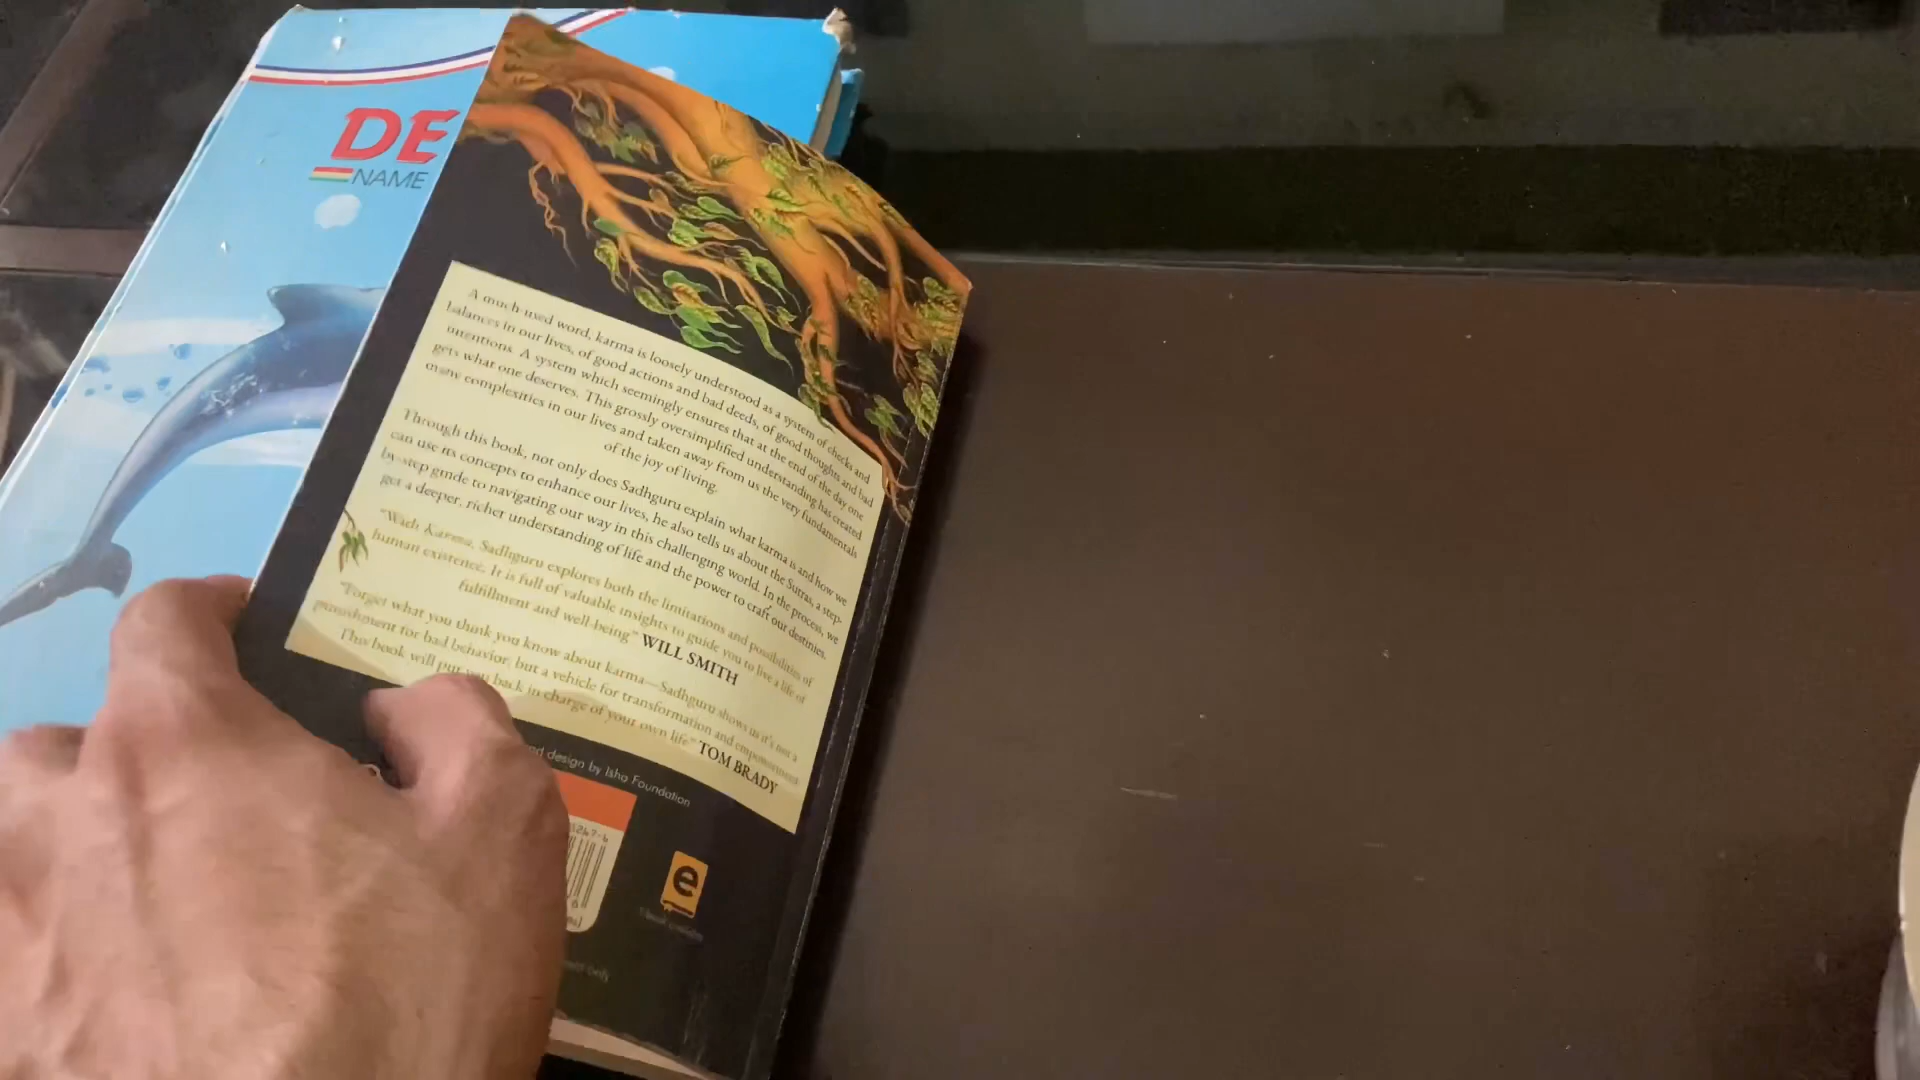 DE
NAME
A much used word, karma is loosely understood as a system of checks and
balances in our lives, of good actions and bad deeds, of good thoughts and bad
intentions. A system which seemingly ensures that at the end of the day one
gets what one deserves. This grossly oversimplified understanding has created
many complexities in our lives and taken away from us the very fundamentals
of the joy of living.
Through this book, not only does Sadhguru explain what karma is and how we
can use its concepts to enhance our lives, he also tells us about the Sutras, a step-
by-step guide to navigating our way in this challenging world. In the process, we
get a deeper, richer understanding of life and the power to craft our destinies.
"With Karma, Sadhguru explores both the limitations and possibilities of
human existence. It is full of valuable insights to guide you to live a life of
fulfillment and well-being" WILL SMITH
"Forget what you think you know about karma—Sadhguru shows us it's not a
punishment for bad behavior, but a vehicle for transformation and empowerment.
This book will put you back in charge of your own life" TOM BRADY
nd design by Isha Foundation
e